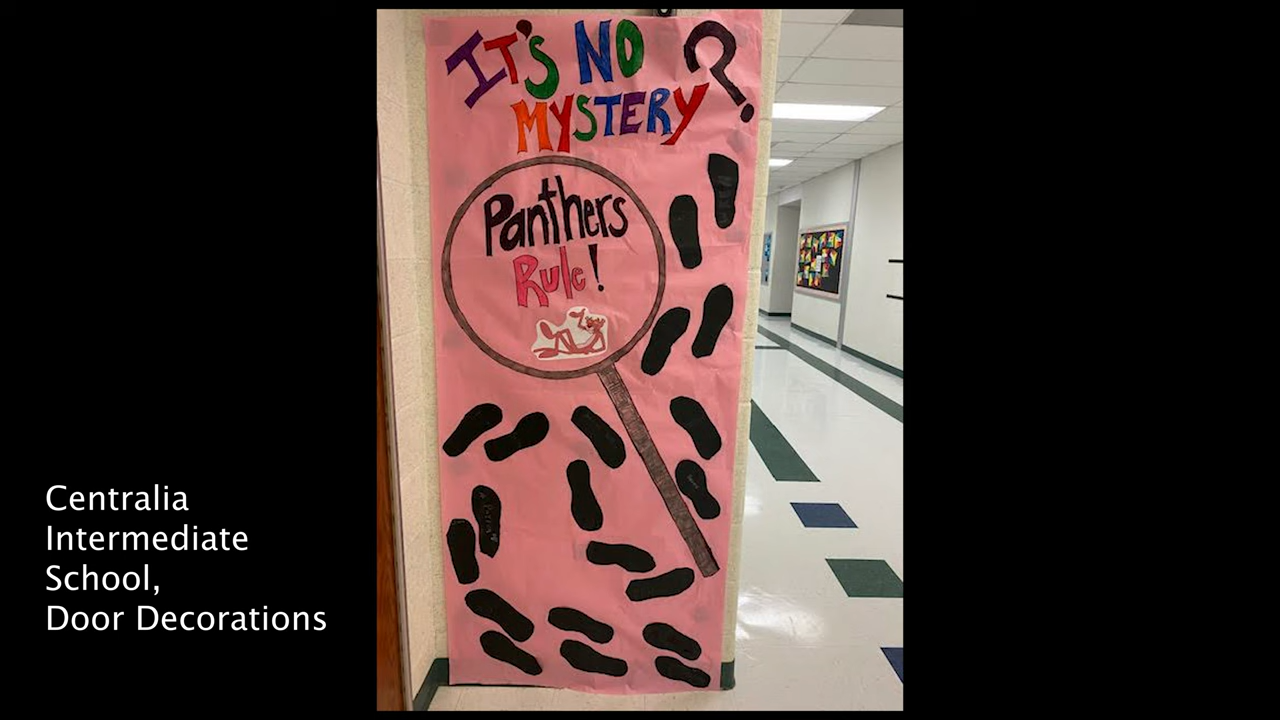 IT'S NO
MYSTERY?
Panthers
Rule!
Centralia
Intermediate
School,
Door Decorations